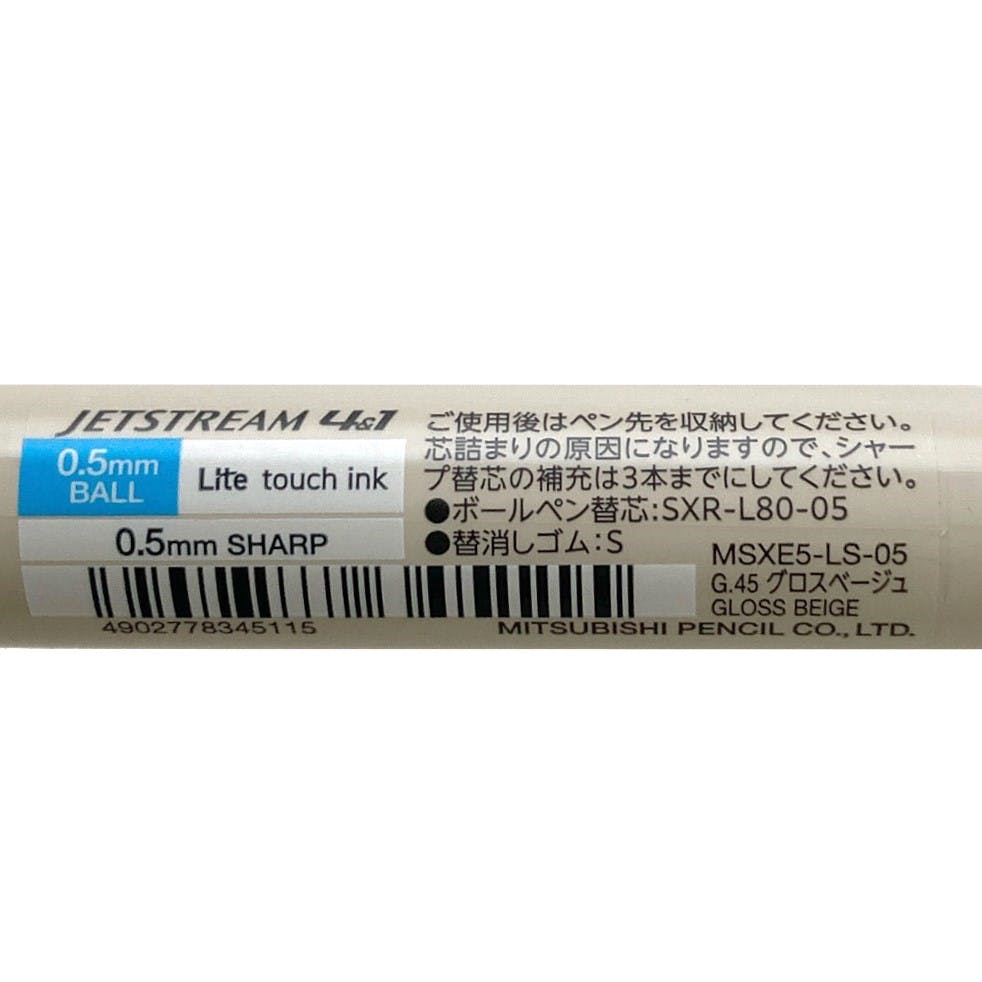 JETSTREAM 4&1
0.5mm
BALL
Lite touch ink
0.5mm SHARP
ご使用後はペン先を収納してください。
芯詰まりの原因になりますので、シャー
プ替芯の補充は3本までにしてください。
●ボールペン替芯:SXR-L80-05
●替消しゴム:S
MSXE5-LS-05
G.45 グロスベージュ
GLOSS BEIGE
4902778345115
MITSUBISHI PENCIL CO., LTD.